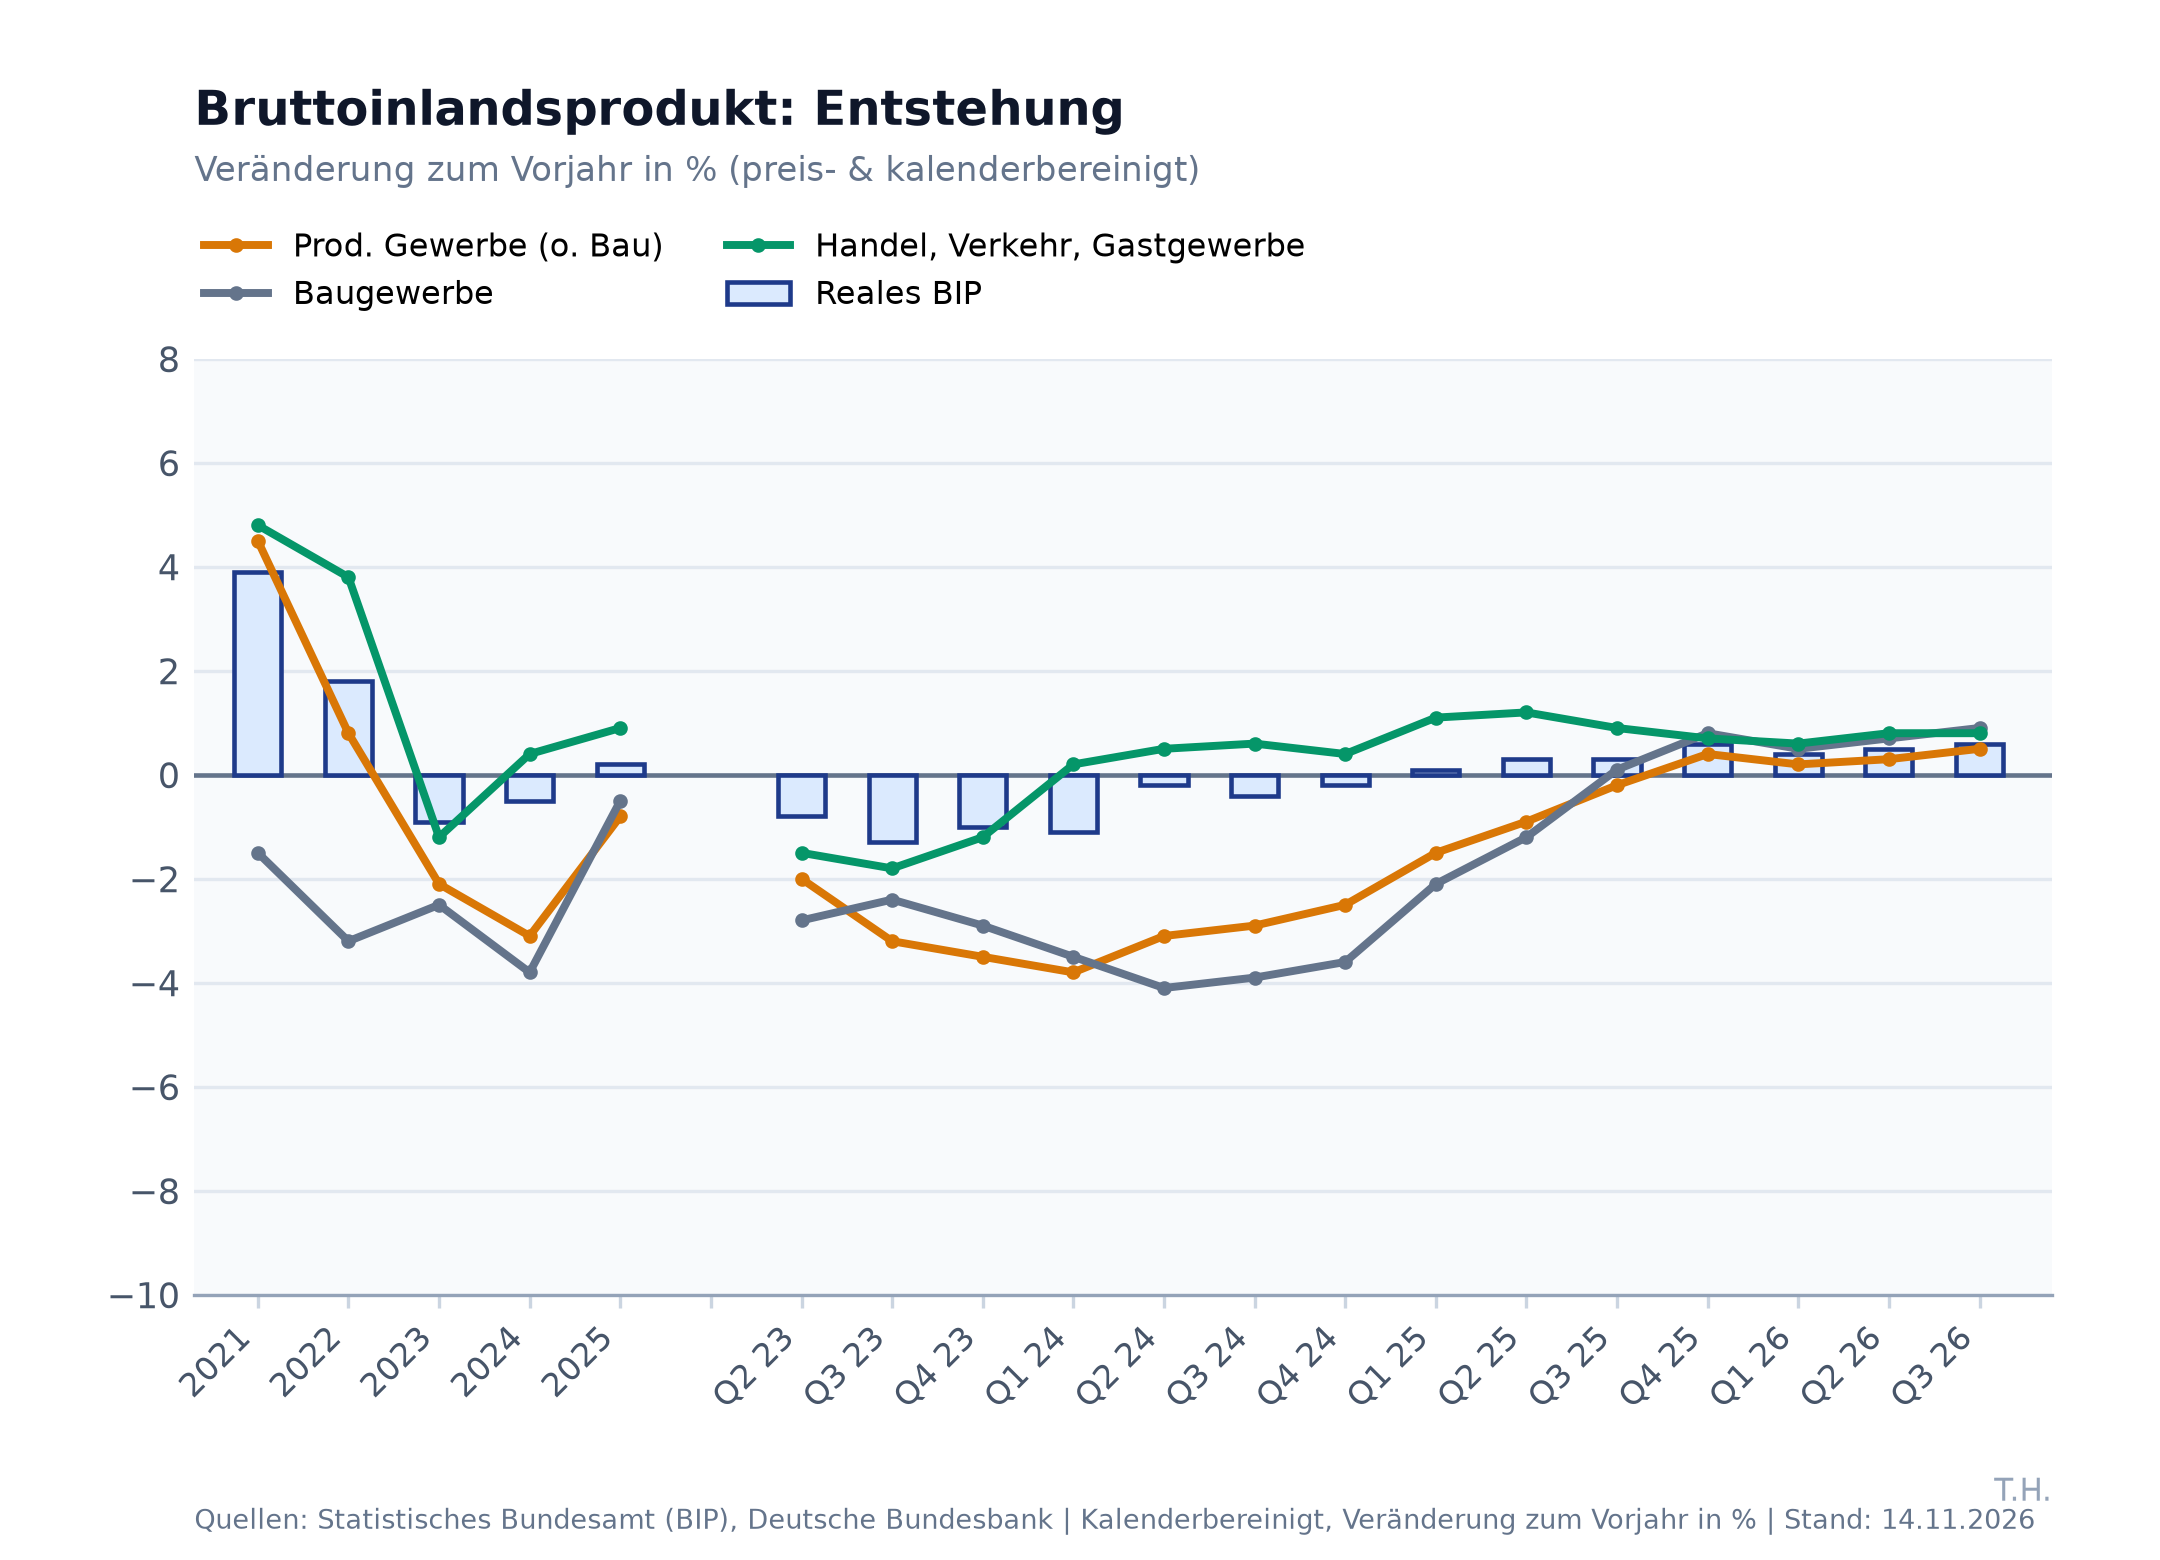 Bruttoinlandsprodukt: Entstehung
Veränderung zum Vorjahr in % (preis- & kalenderbereinigt)
Prod. Gewerbe (o. Bau)
Handel, Verkehr, Gastgewerbe
Baugewerbe
Reales BIP
8
6
4
2
0
−2
−4
−6
−8
−10
2021
2022
2023
2024
2025
Q2 23
Q3 23
Q4 23
Q1 24
Q2 24
Q3 24
Q4 24
Q1 25
Q2 25
Q3 25
Q4 25
Q1 26
Q2 26
Q3 26
T.H.
Quellen: Statistisches Bundesamt (BIP), Deutsche Bundesbank | Kalenderbereinigt, Veränderung zum Vorjahr in % | Stand: 14.11.2026